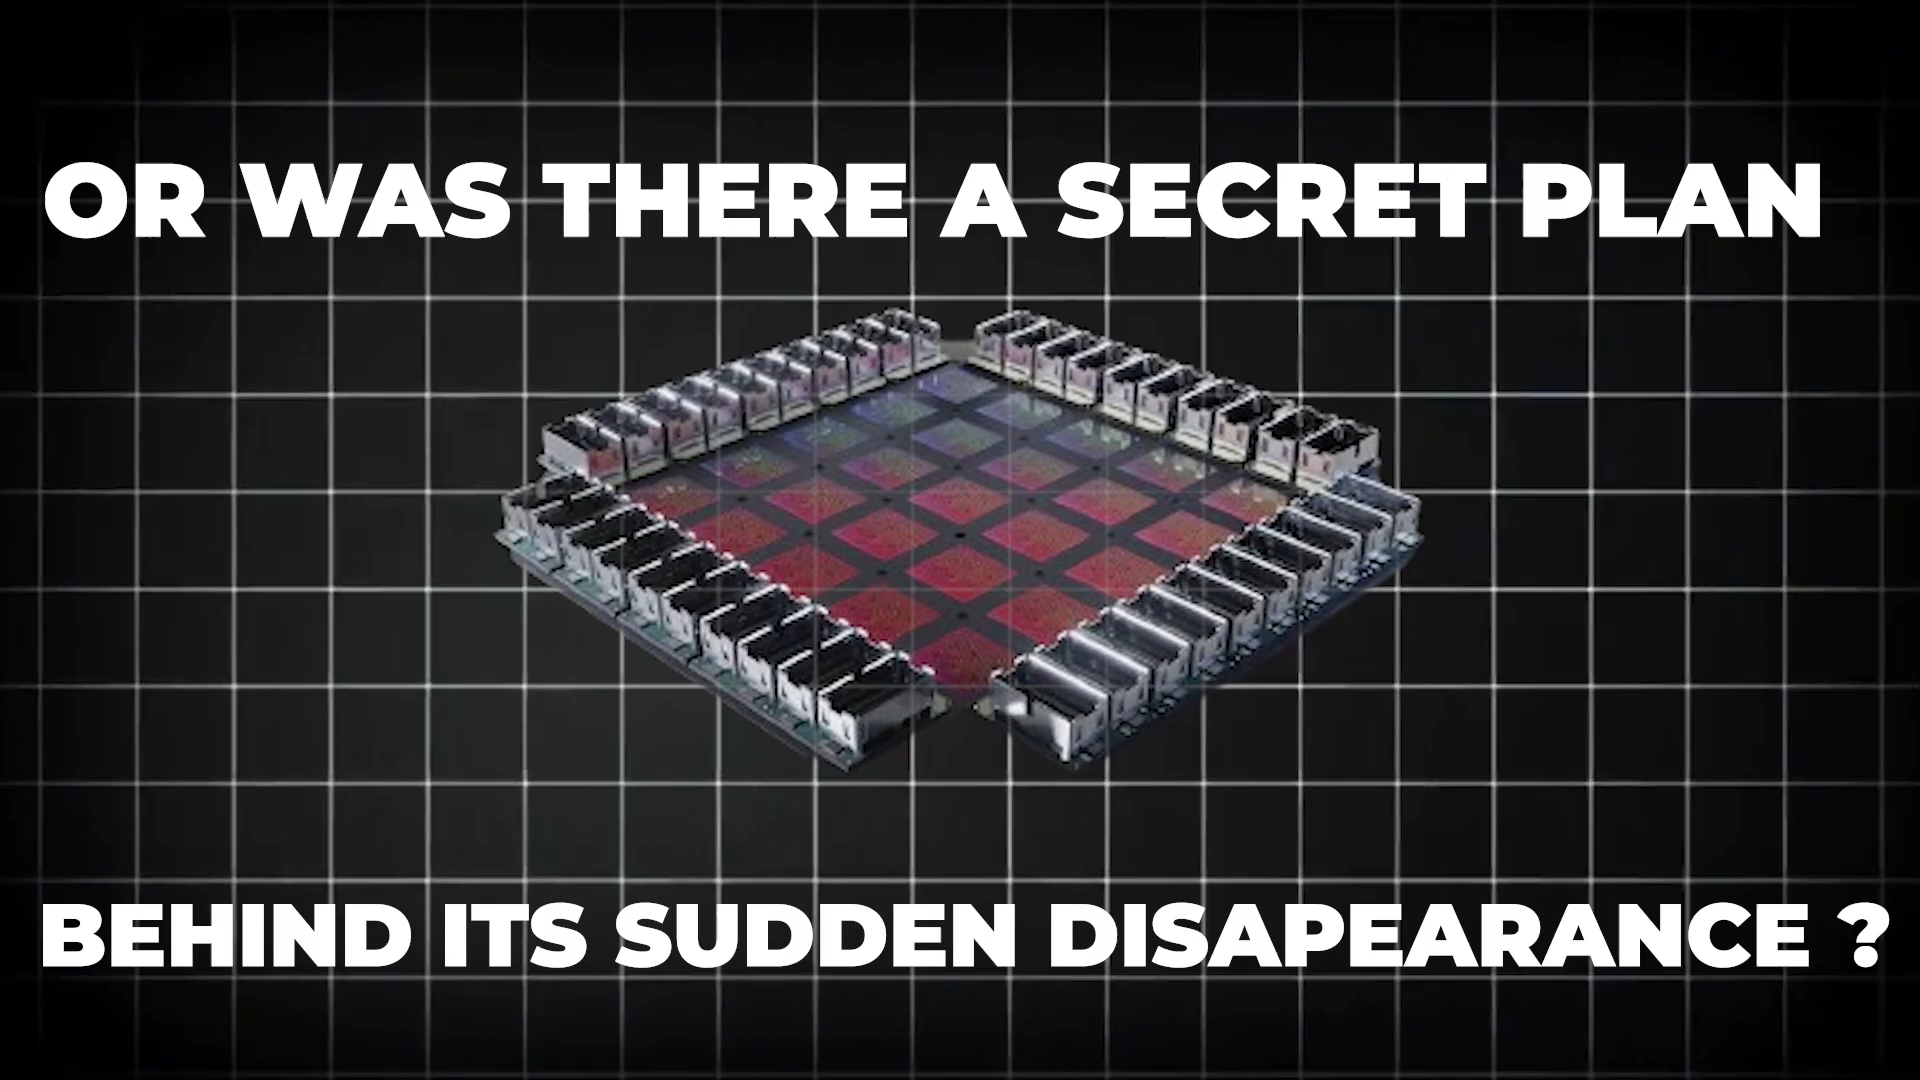 OR WAS THERE A SECRET PLAN
BEHIND ITS SUDDEN DISAPEARANCE ?